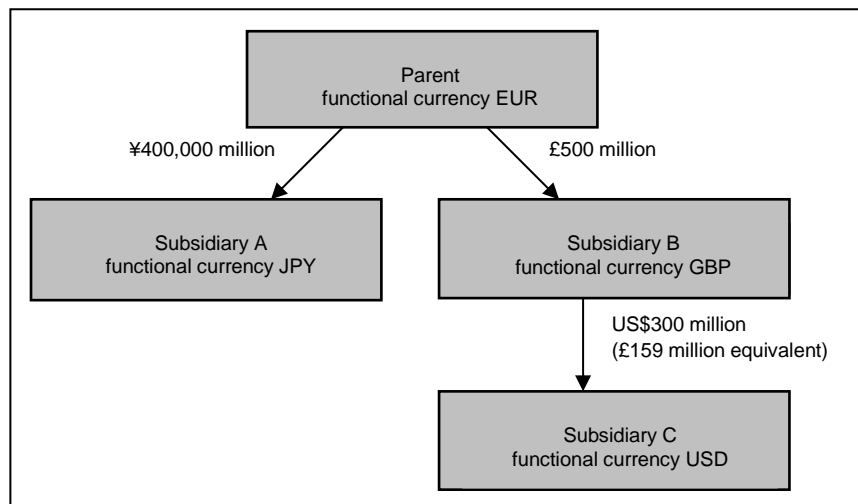 Parent
functional currency EUR
¥400,000 million
£500 million
Subsidiary A
functional currency JPY
Subsidiary B
functional currency GBP
US$300 million
(£159 million equivalent)
Subsidiary C
functional currency USD